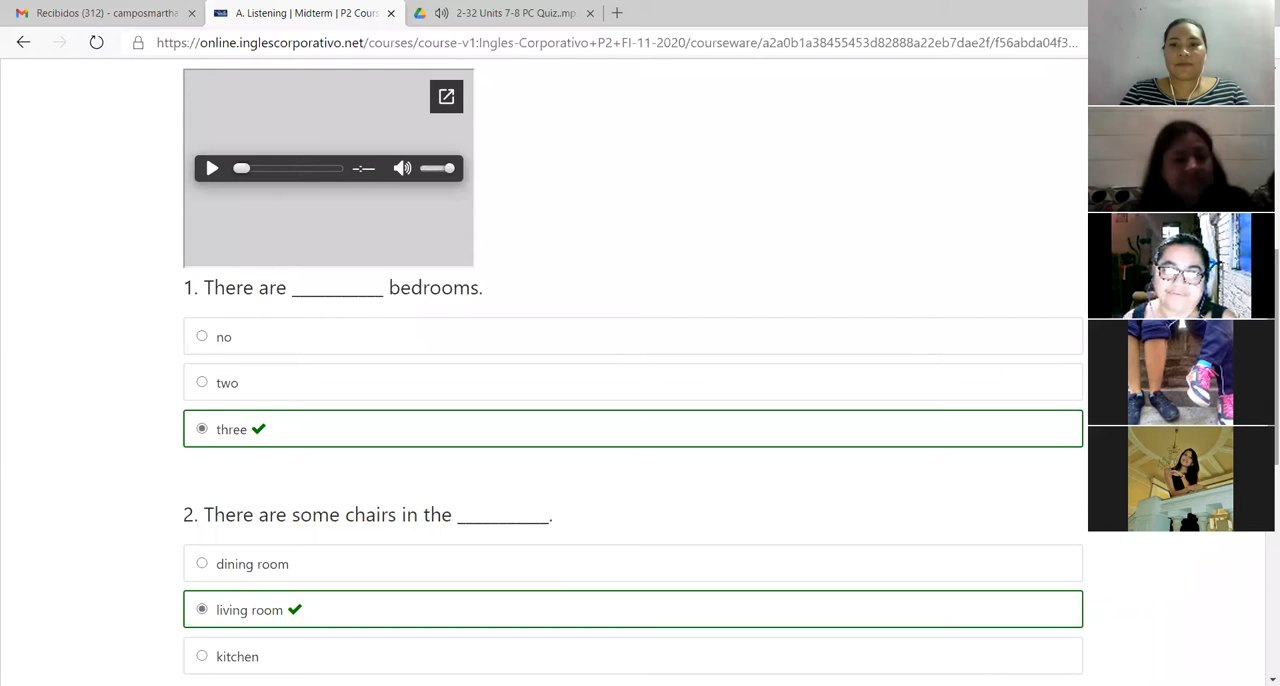 Recibidos (312) - camposmartha
A. Listening | Midterm | P2 Cours
2-32 Units 7-8 PC Quiz..mp
https://online.inglescorporativo.net/courses/course-v1:Ingles-Corporativo+P2+FI-11-2020/courseware/a2a0b1a38455453d82888a22eb7dae2f/f56abda04f3...
1. There are ___________ bedrooms.
no
two
three
2. There are some chairs in the __________.
dining room
living room
kitchen